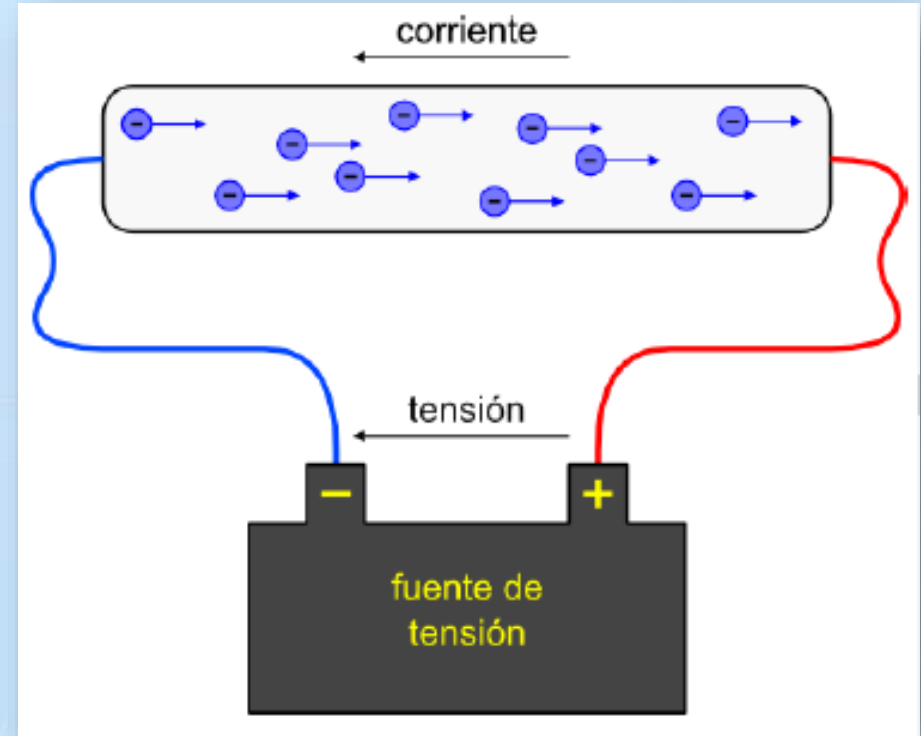 corriente
tensión
− +
fuente de
tensión